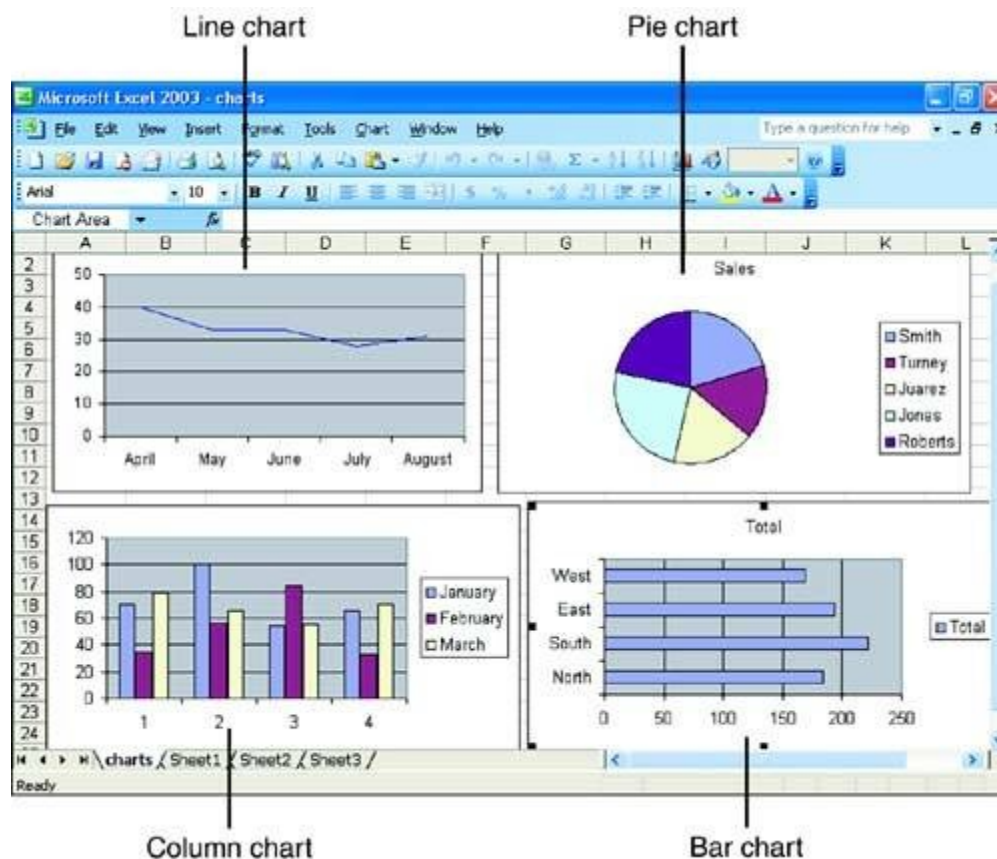 Line chart
Pie chart
Microsoft Excel 2003 - charts
File Edit View Insert Format Tools Chart Window Help
Type a question for help
Arial 10 B I U
Chart Area fx
A B C D E F G H I J K L
2
3
4
5
6
7
8
9
10
11
12
13
14
15
16
17
18
19
20
21
22
23
24
50
40
30
20
10
0
April May June July August
Sales
Smith
Turney
Juarez
Jones
Roberts
120
100
80
60
40
20
0
1 2 3 4
January
February
March
Total
West
East
South
North
0 50 100 150 200 250
Total
charts / Sheet1 / Sheet2 / Sheet3 /
Ready
Column chart
Bar chart